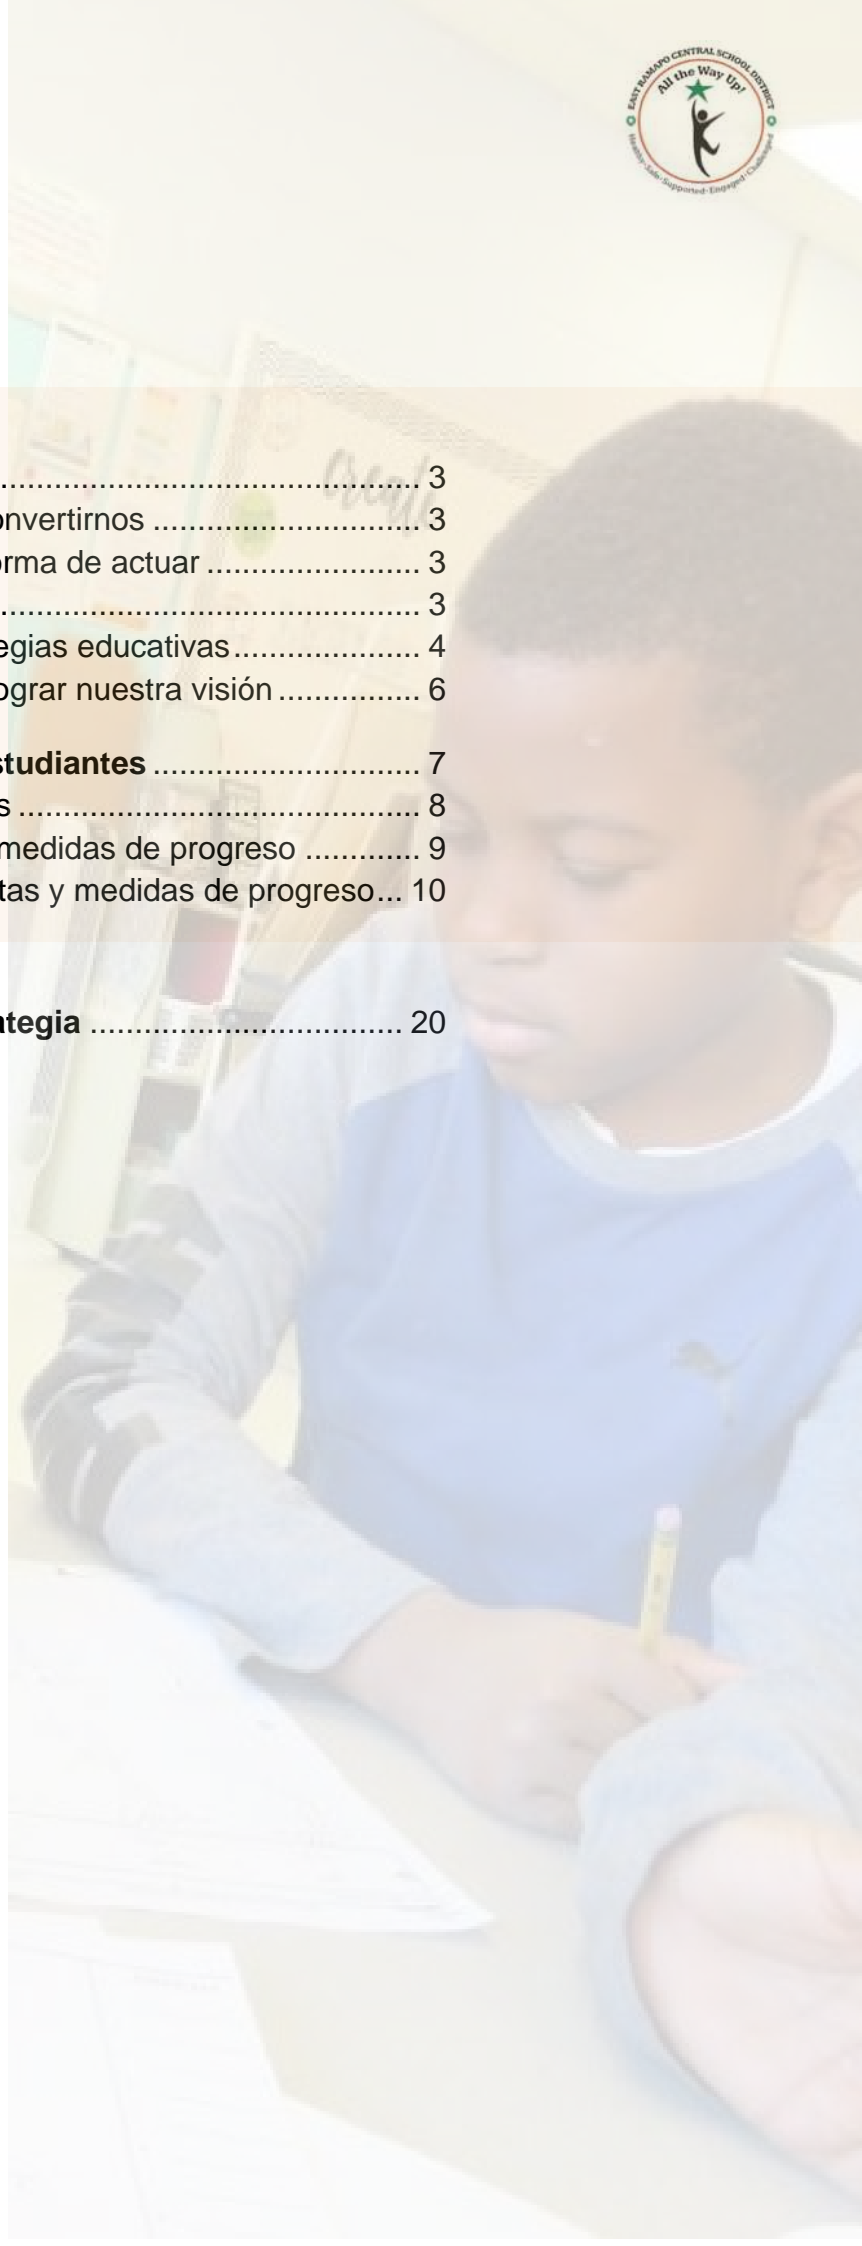 EAST RAMAPO CENTRAL SCHOOL DISTRICT
All the Way Up!
Healthy•Safe•Supported•Engaged•Challenged
create
........................................ 3
onvertirnos .............................. 3
orma de actuar ........................ 3
........................................ 3
egias educativas..................... 4
ograr nuestra visión ................ 6
studiantes .............................. 7
s ............................................. 8
medidas de progreso ............. 9
tas y medidas de progreso... 10
ategia ................................... 20